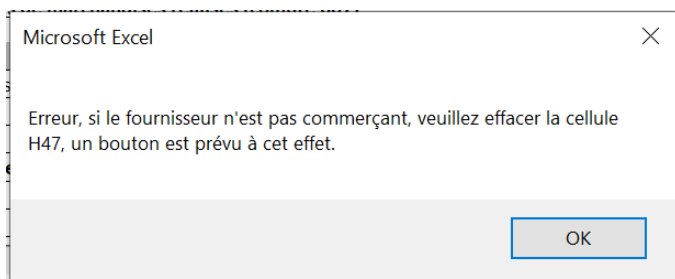 Microsoft Excel
Erreur, si le fournisseur n'est pas commerçant, veuillez effacer la cellule
H47, un bouton est prévu à cet effet.
OK